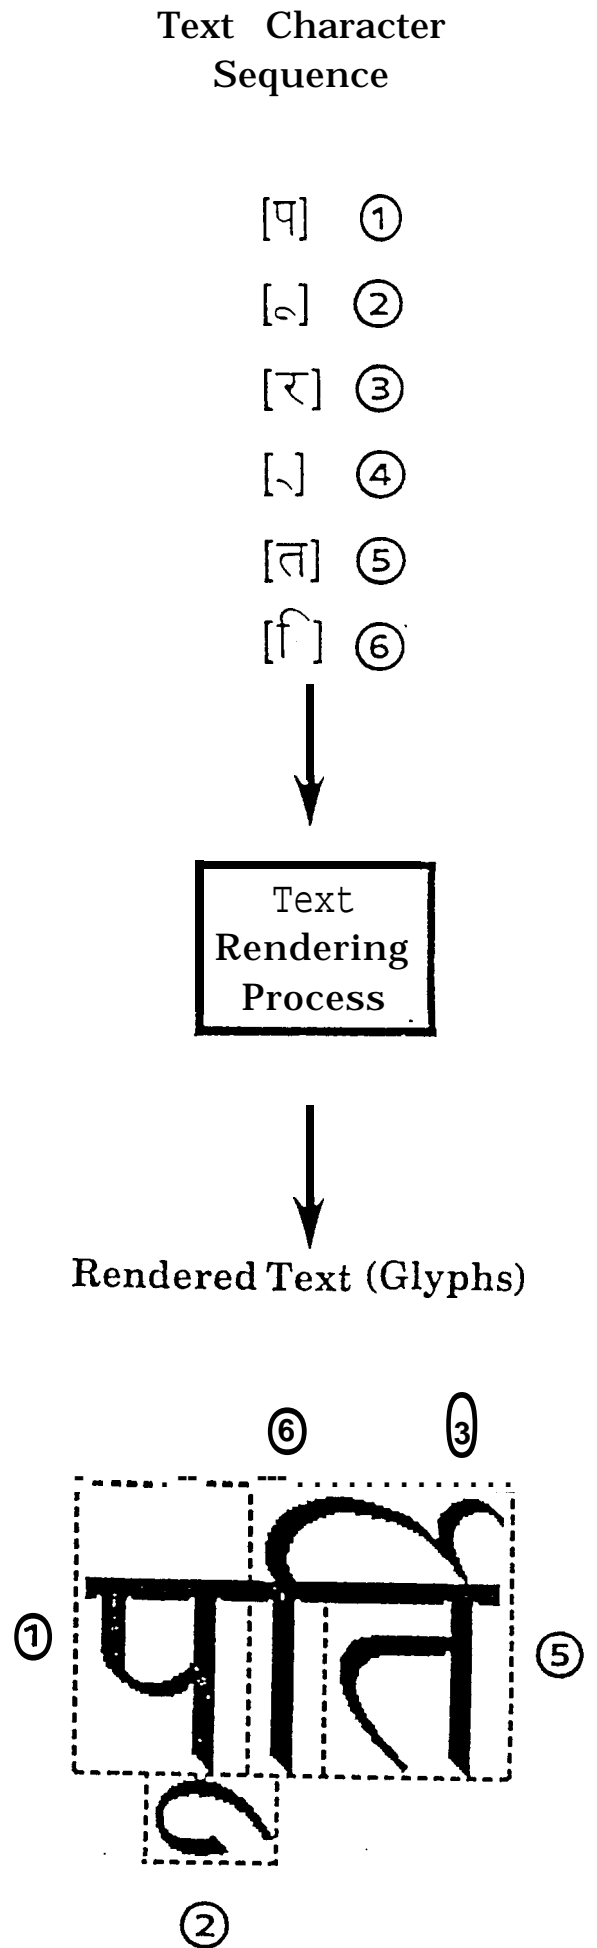 Text Character
Sequence
[प] ①
[ू] ②
[र] ③
[्] ④
[त] ⑤
[ि] ⑥
Text
Rendering
Process
Rendered Text (Glyphs)
⑥ ③
① पूर्ति ⑤
②